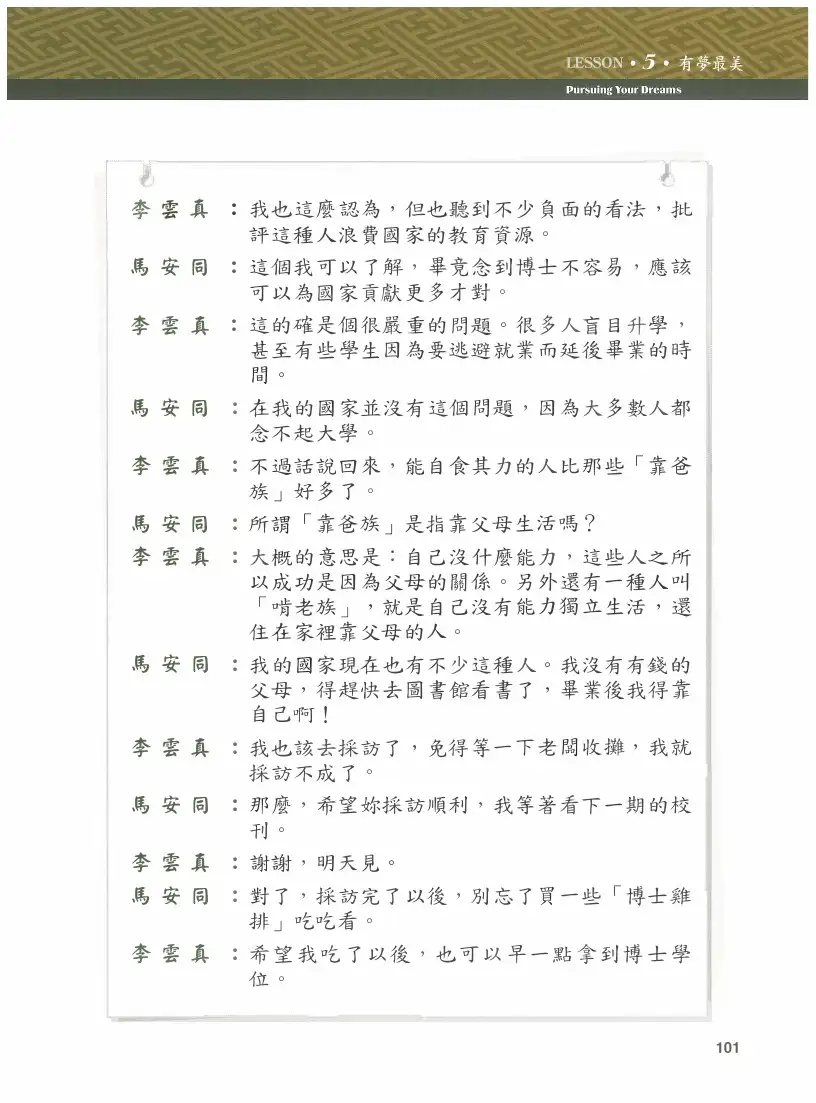 LESSON • 5 • 有夢最美
Pursuing Your Dreams
李雲真：我也這麼認為，但也聽到不少負面的看法，批
評這種人浪費國家的教育資源。
馬安同：這個我可以了解，畢竟念到博士不容易，應該
可以為國家貢獻更多才對。
李雲真：這的確是個很嚴重的問題。很多人盲目升學，
甚至有些學生因為要逃避就業而延後畢業的時
間。
馬安同：在我的國家並沒有這個問題，因為大多數人都
念不起大學。
李雲真：不過話說回來，能自食其力的人比那些「靠爸
族」好多了。
馬安同：所謂「靠爸族」是指靠父母生活嗎？
李雲真：大概的意思是：自己沒什麼能力，這些人之所
以成功是因為父母的關係。另外還有一種人叫
「啃老族」，就是自己沒有能力獨立生活，還
住在家裡靠父母的人。
馬安同：我的國家現在也有不少這種人。我沒有有錢的
父母，得趕快去圖書館看書了，畢業後我得靠
自己啊！
李雲真：我也該去採訪了，免得等一下老闆收攤，我就
採訪不成了。
馬安同：那麼，希望妳採訪順利，我等著看下一期的校
刊。
李雲真：謝謝，明天見。
馬安同：對了，採訪完了以後，別忘了買一些「博士雞
排」吃吃看。
李雲真：希望我吃了以後，也可以早一點拿到博士學
位。
101